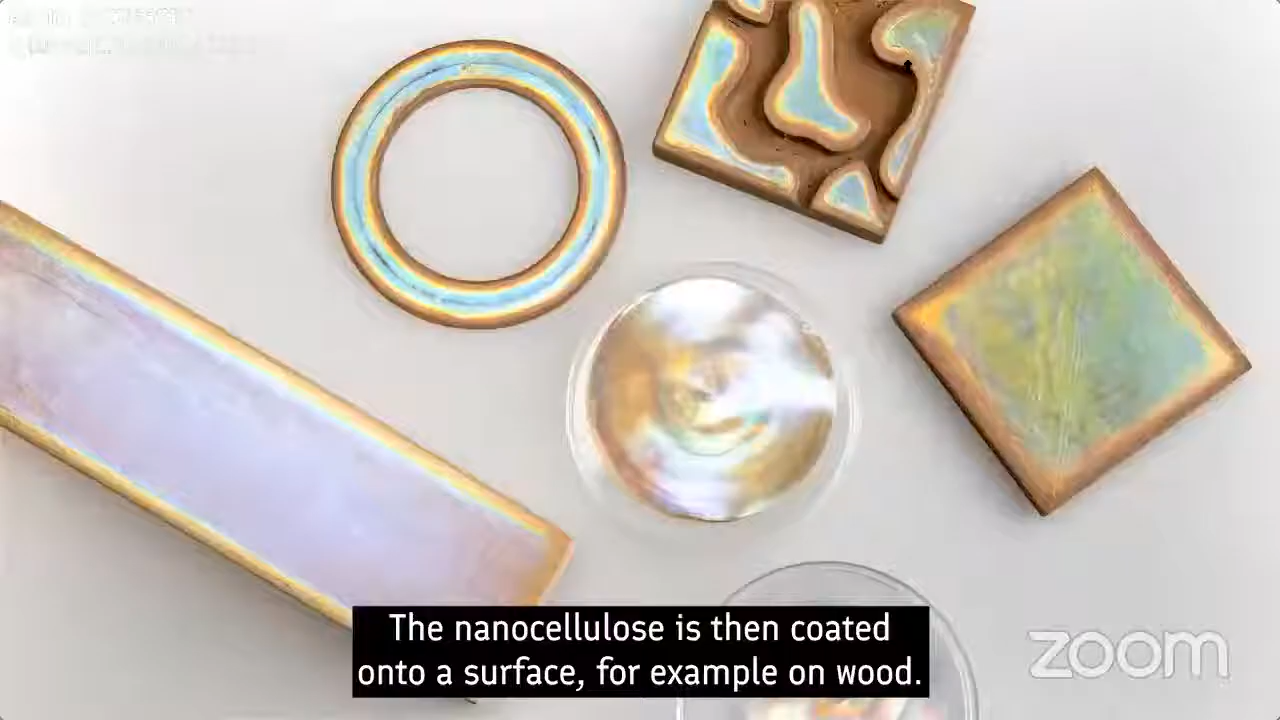 The nanocellulose is then coated
onto a surface, for example on wood.
zoom